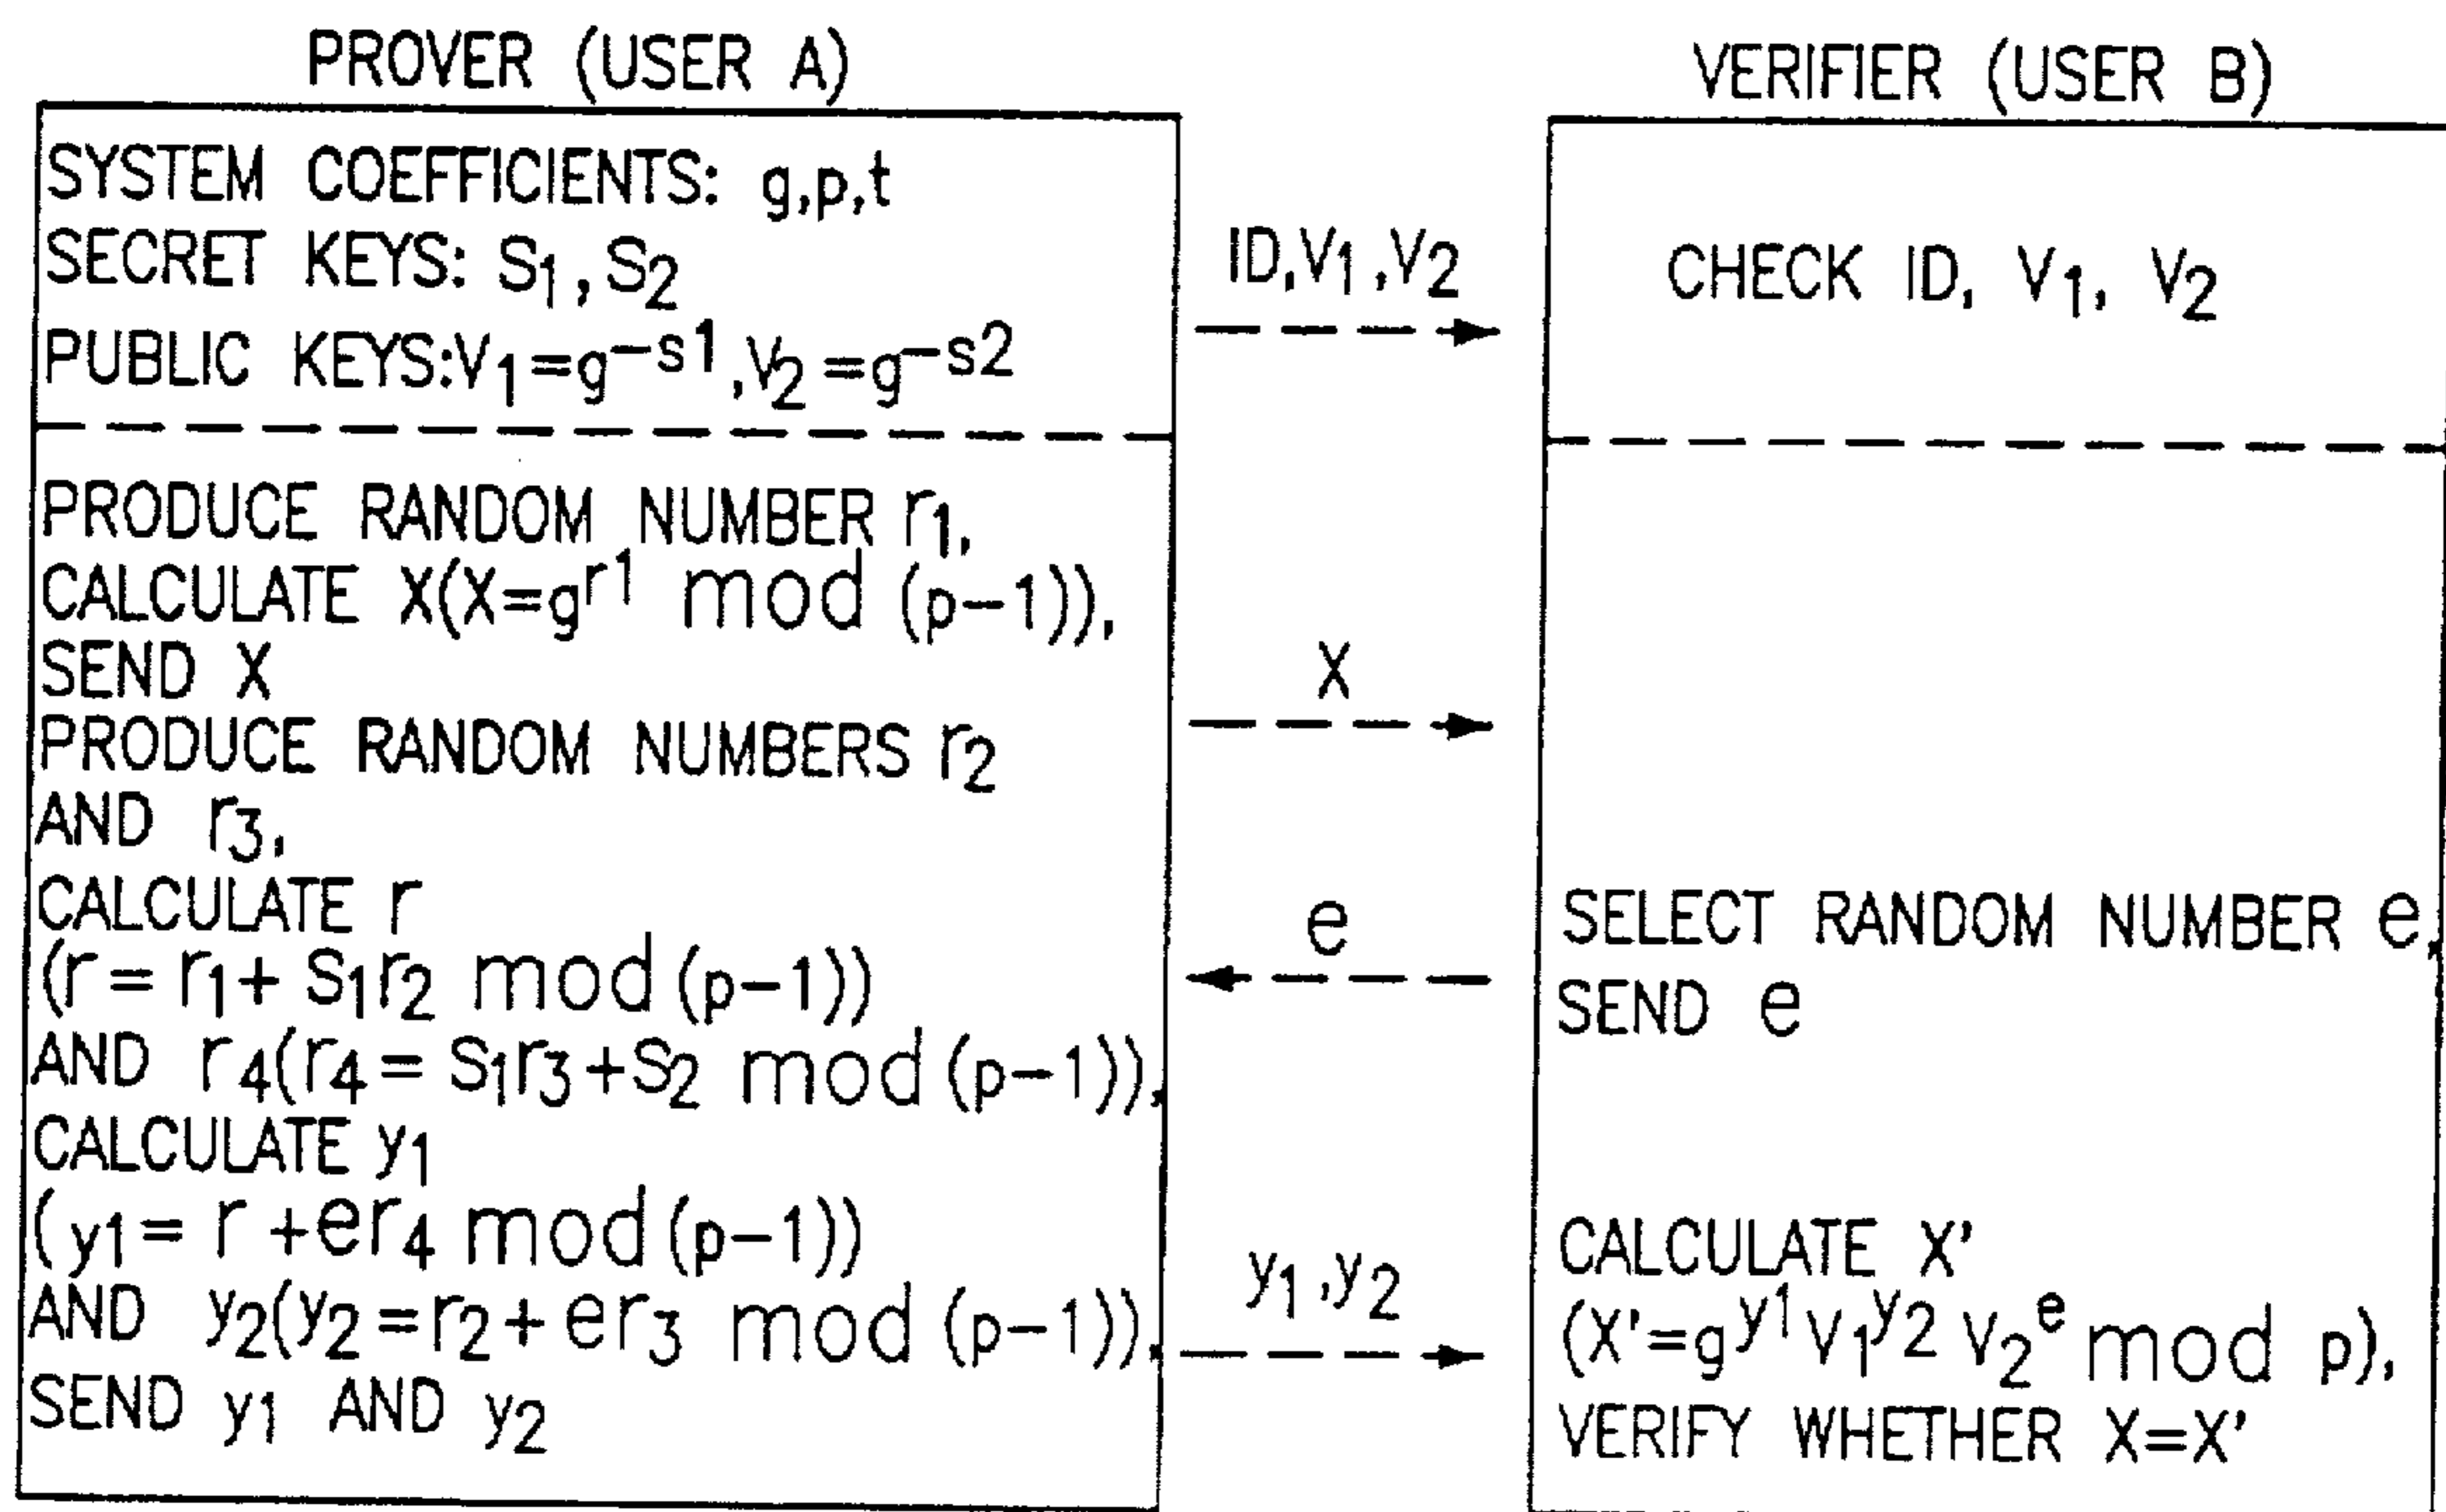 PROVER (USER A)
SYSTEM COEFFICIENTS: g,p,t
SECRET KEYS: S₁,S₂
PUBLIC KEYS:V₁=g⁻ˢ¹,V₂=g⁻ˢ²
PRODUCE RANDOM NUMBER r₁,
CALCULATE X(X=gʳ¹ mod (p-1)),
SEND X
PRODUCE RANDOM NUMBERS r₂
AND r₃,
CALCULATE r
(r=r₁+S₁r₂ mod(p-1))
AND r₄(r₄=S₁r₃+S₂ mod(p-1)),
CALCULATE y₁
(y1=r+er₄ mod(p-1))
AND y₂(y₂=r₂+er₃ mod(p-1)),
SEND y₁ AND y₂
ID,V₁,V₂
X
e
y₁,y₂
VERIFIER (USER B)
CHECK ID, V₁, V₂
SELECT RANDOM NUMBER e,
SEND e
CALCULATE X'
(X'=gʸ¹V₁ʸ2 V₂ᵉ mod p),
VERIFY WHETHER X=X'